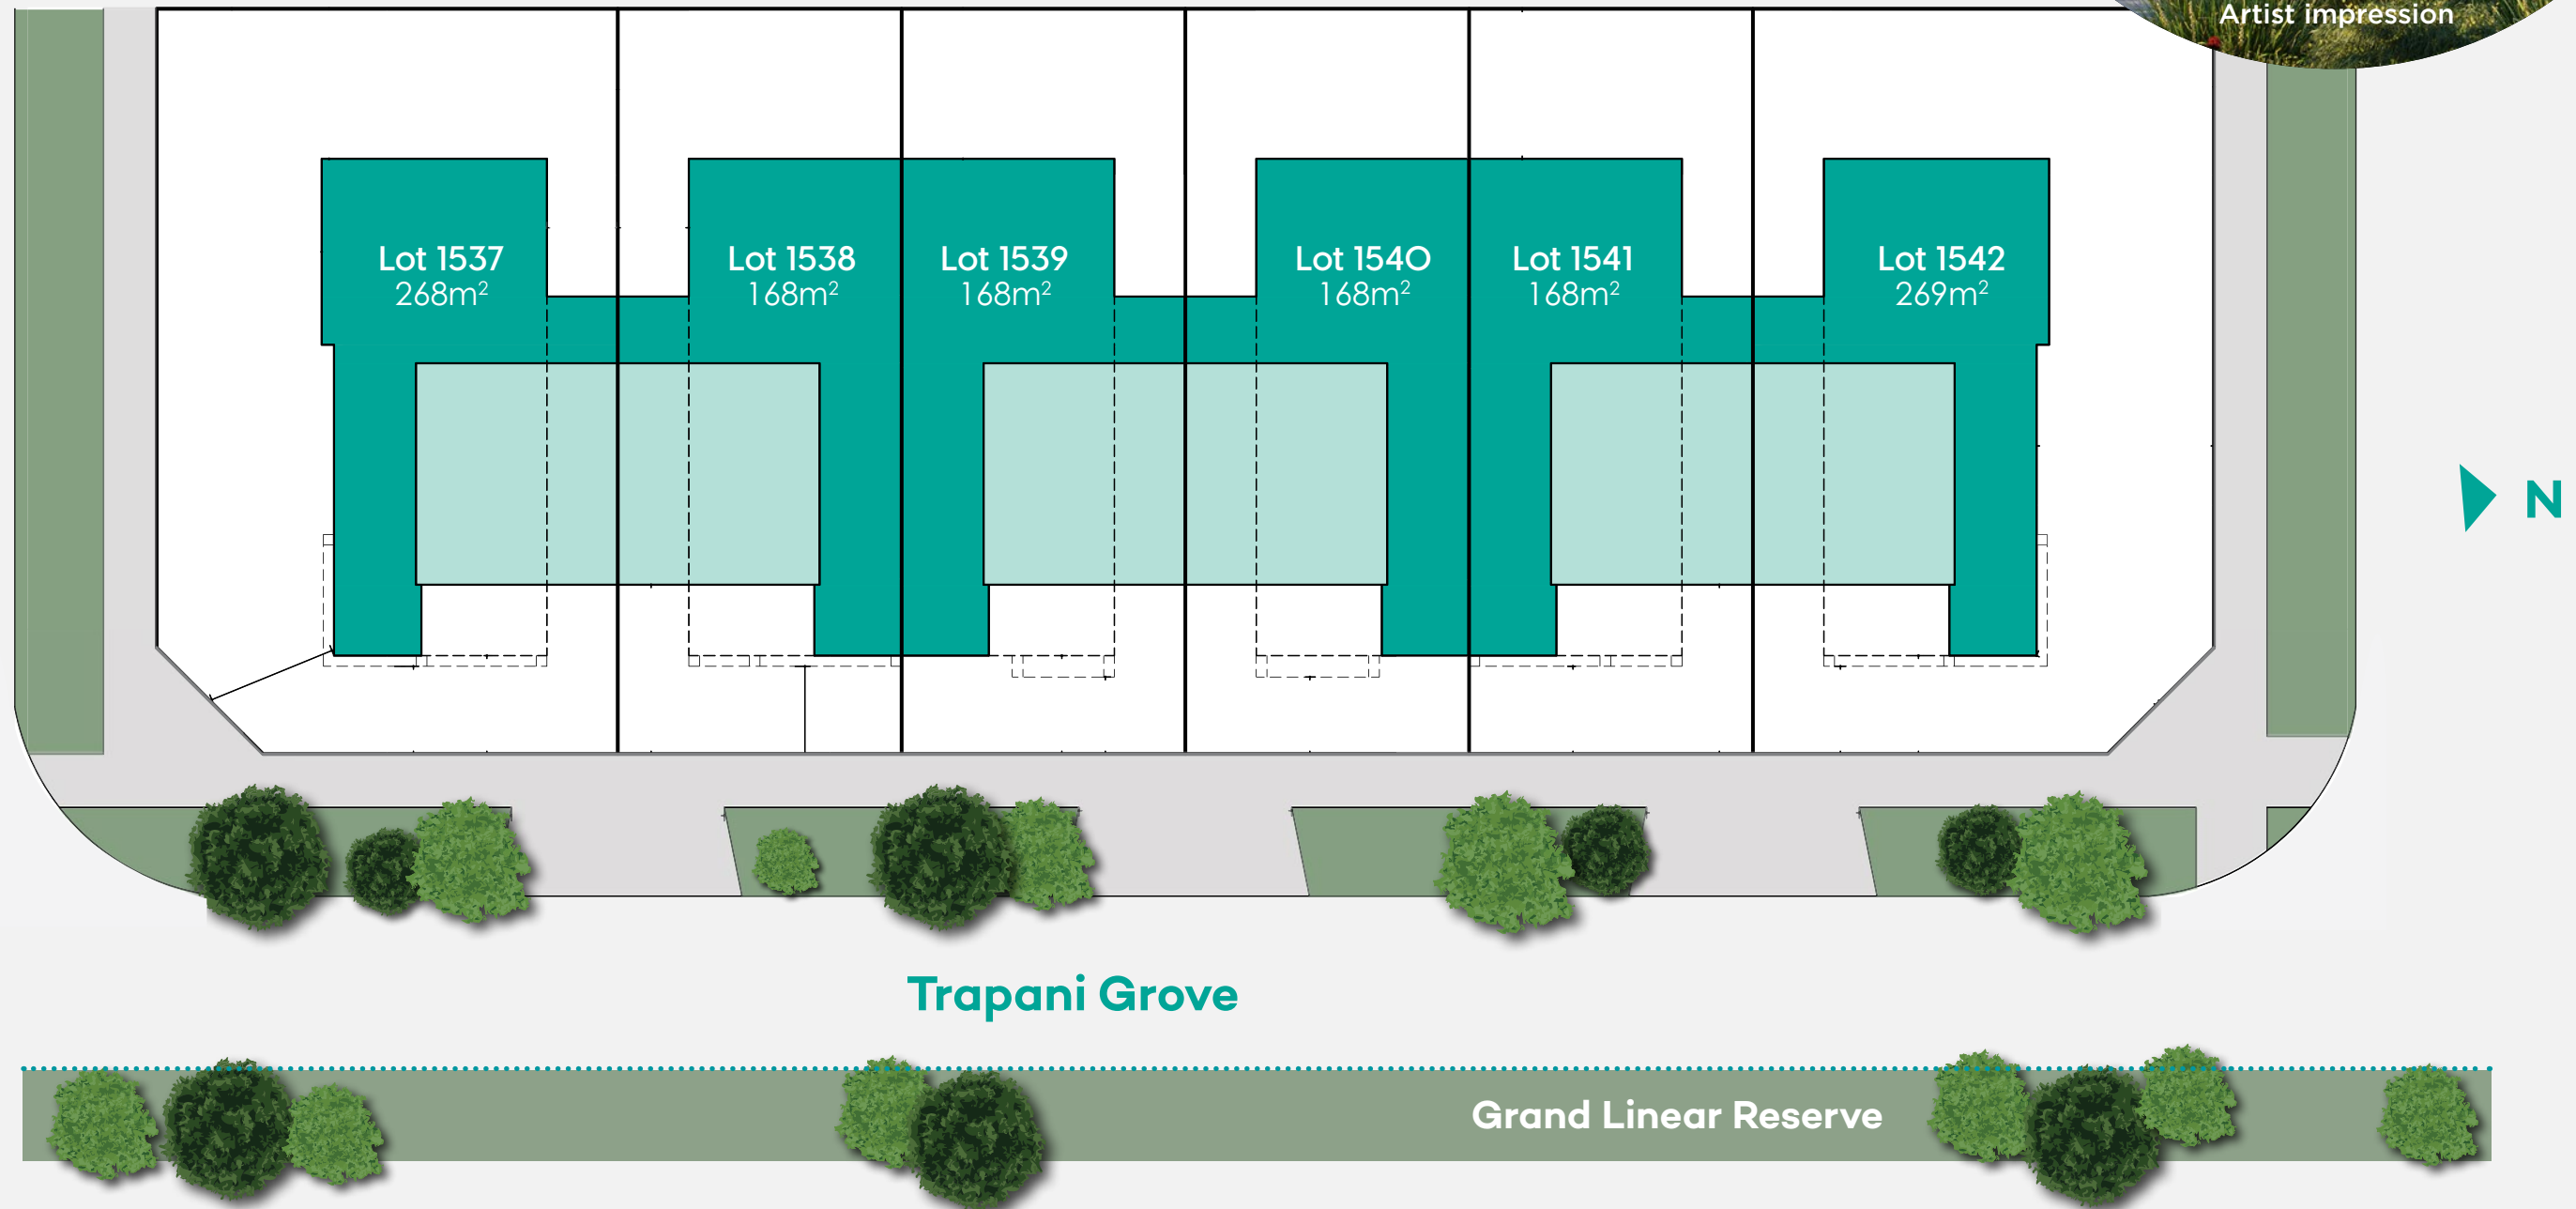 Artist impression
Lot 1537
268m²
Lot 1538
168m²
Lot 1539
168m²
Lot 1540
168m²
Lot 1541
168m²
Lot 1542
269m²
N
Trapani Grove
Grand Linear Reserve